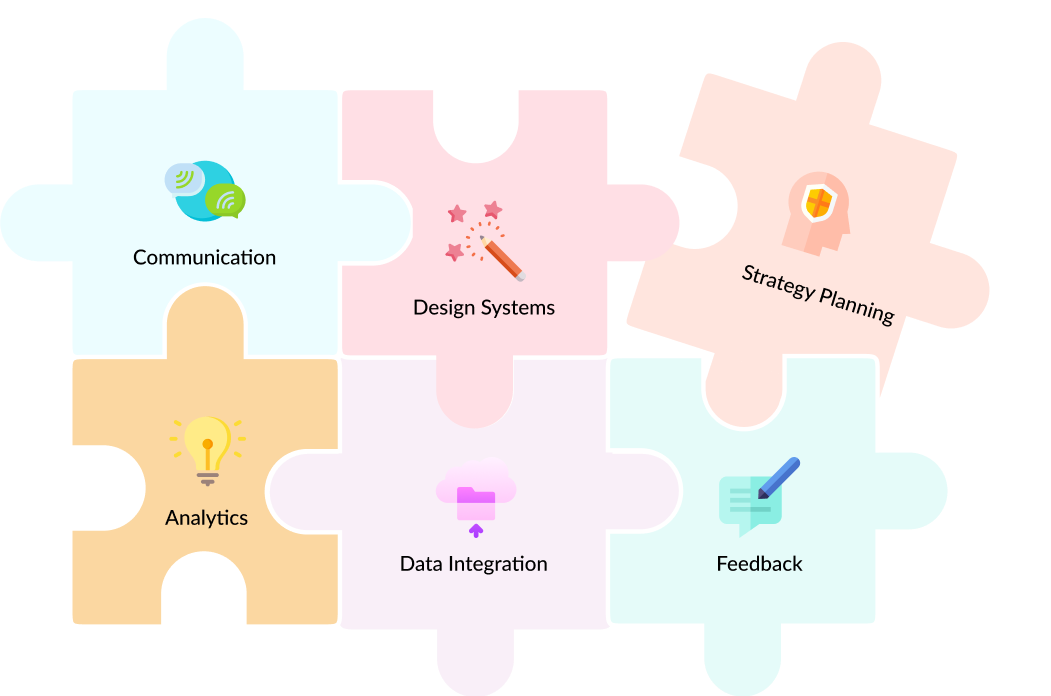 Communication
Design Systems
Strategy Planning
Analytics
Data Integration
Feedback